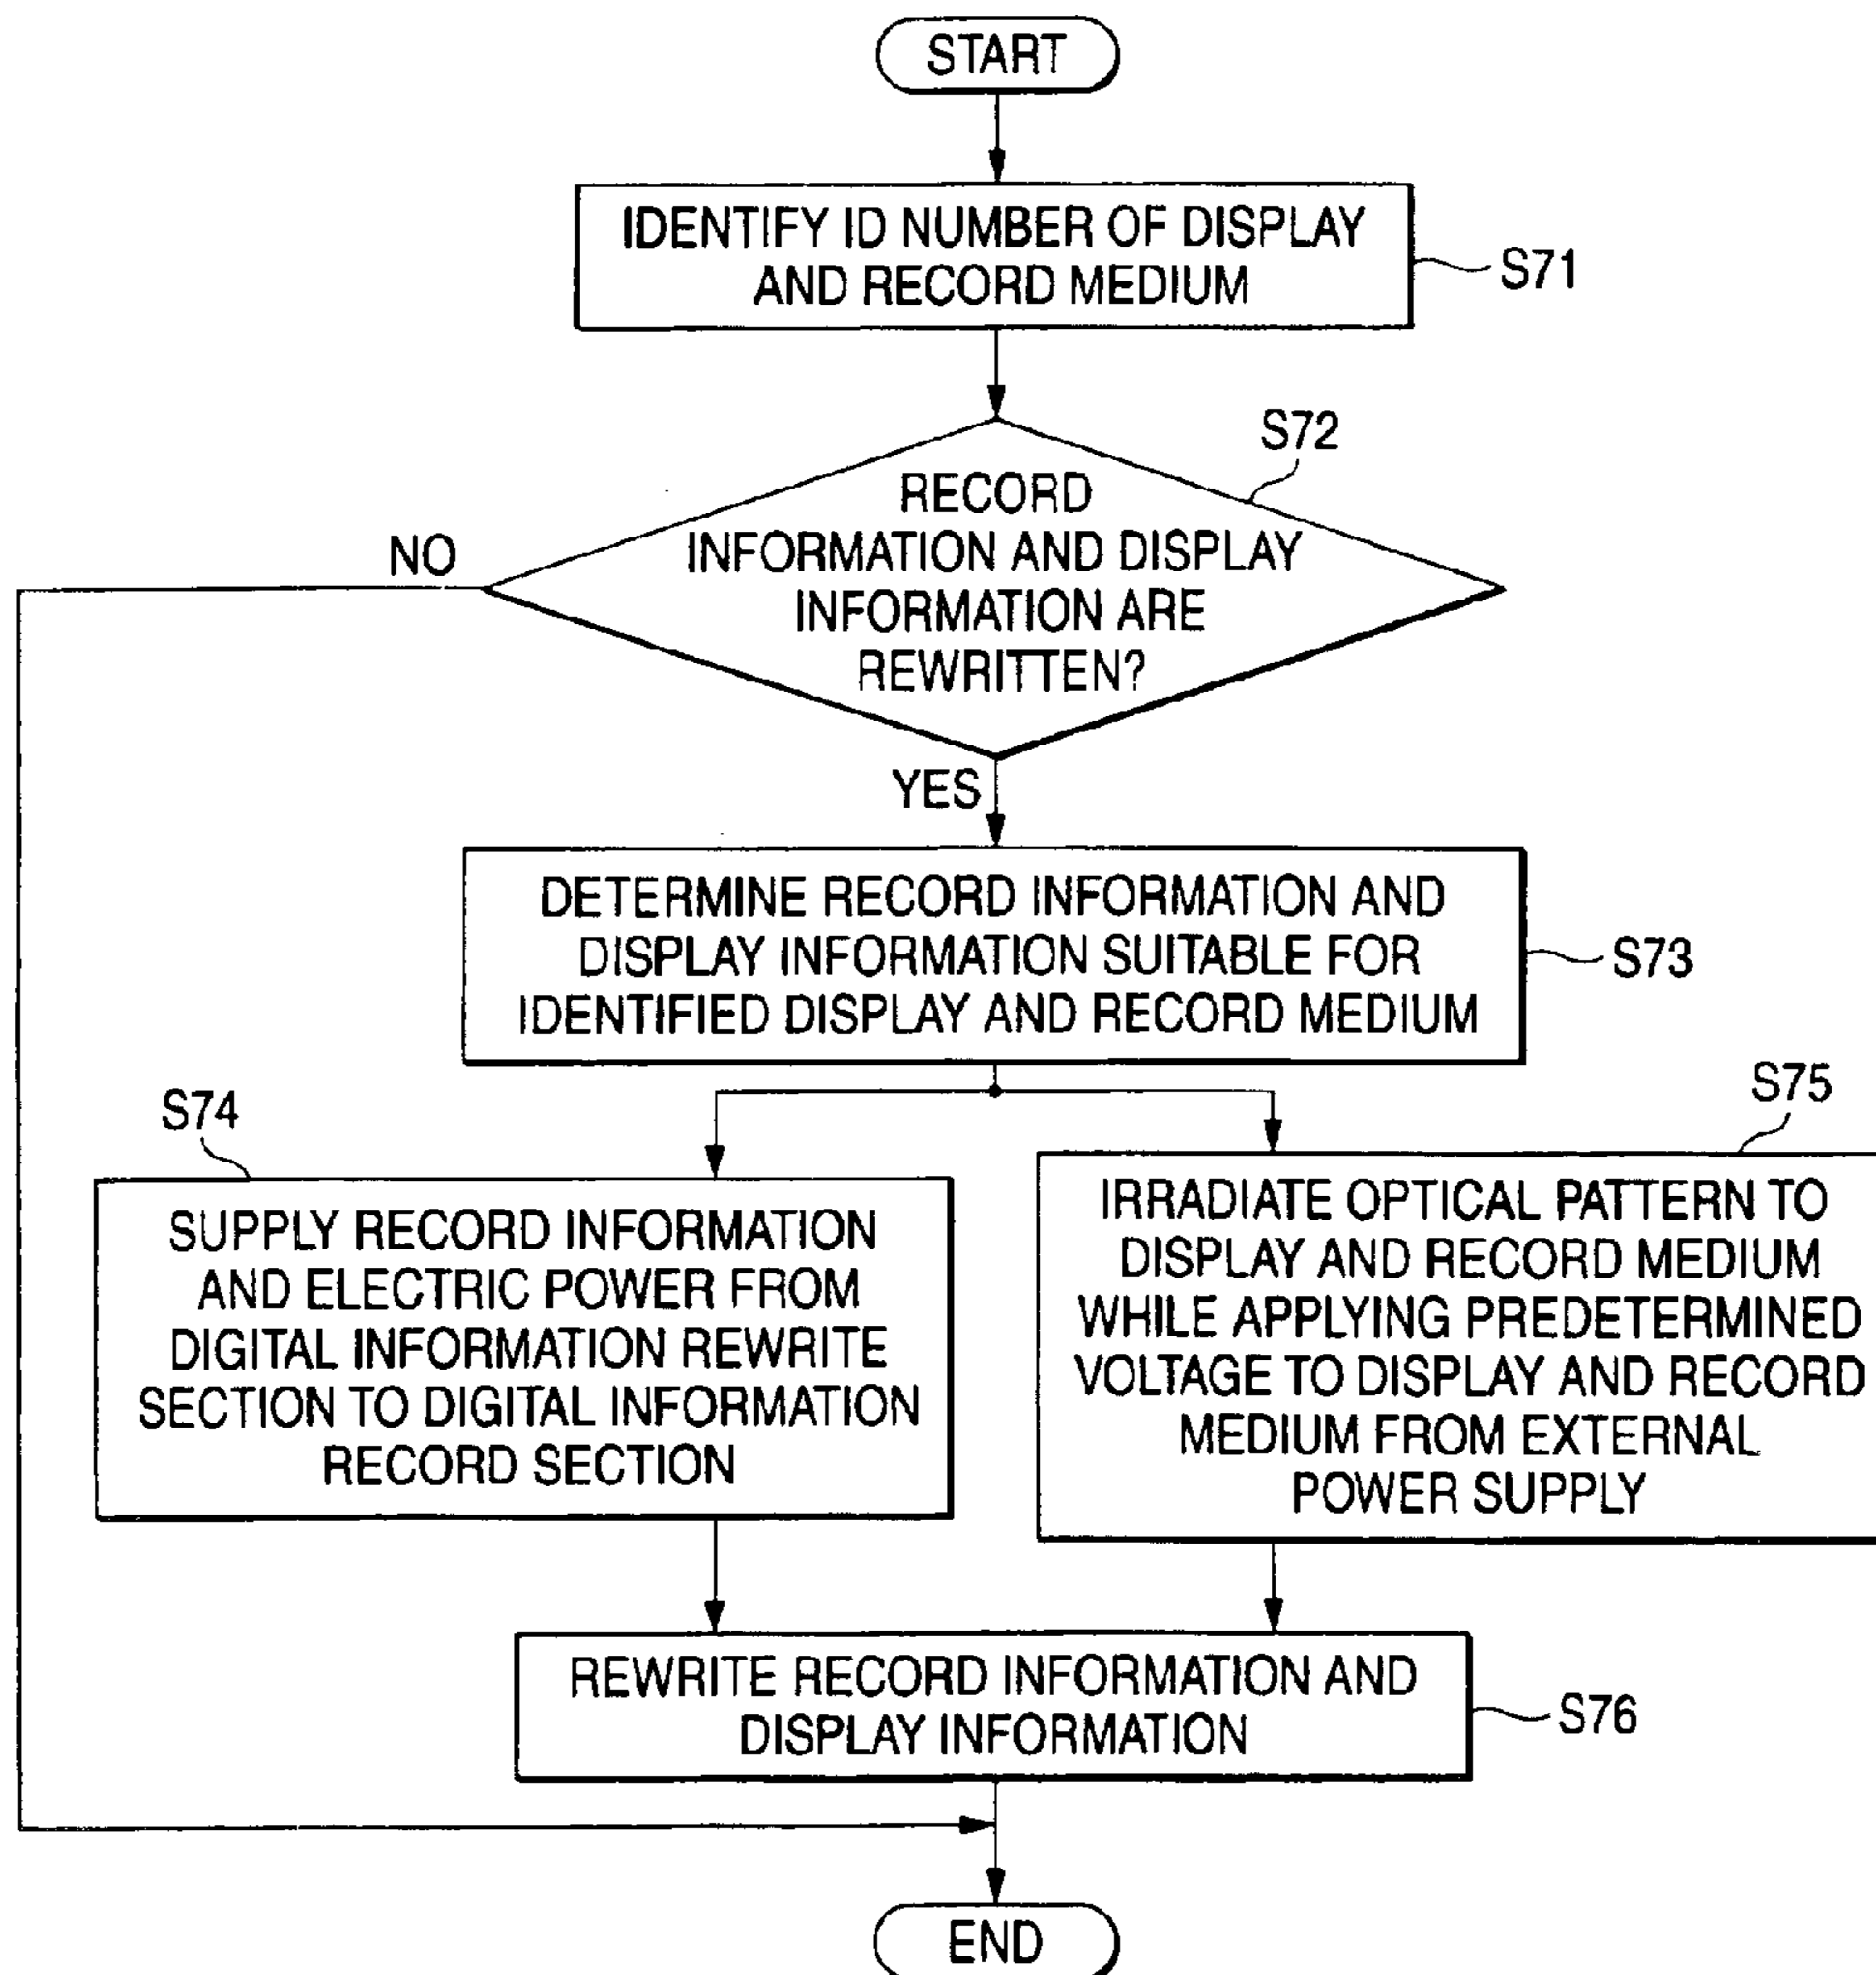 START
IDENTIFY ID NUMBER OF DISPLAY
AND RECORD MEDIUM
S71
S72
RECORD
INFORMATION AND DISPLAY
INFORMATION ARE
REWRITTEN?
NO
YES
DETERMINE RECORD INFORMATION AND
DISPLAY INFORMATION SUITABLE FOR
IDENTIFIED DISPLAY AND RECORD MEDIUM
S73
S74
SUPPLY RECORD INFORMATION
AND ELECTRIC POWER FROM
DIGITAL INFORMATION REWRITE
SECTION TO DIGITAL INFORMATION
RECORD SECTION
S75
IRRADIATE OPTICAL PATTERN TO
DISPLAY AND RECORD MEDIUM
WHILE APPLYING PREDETERMINED
VOLTAGE TO DISPLAY AND RECORD
MEDIUM FROM EXTERNAL
POWER SUPPLY
REWRITE RECORD INFORMATION AND
DISPLAY INFORMATION
S76
END